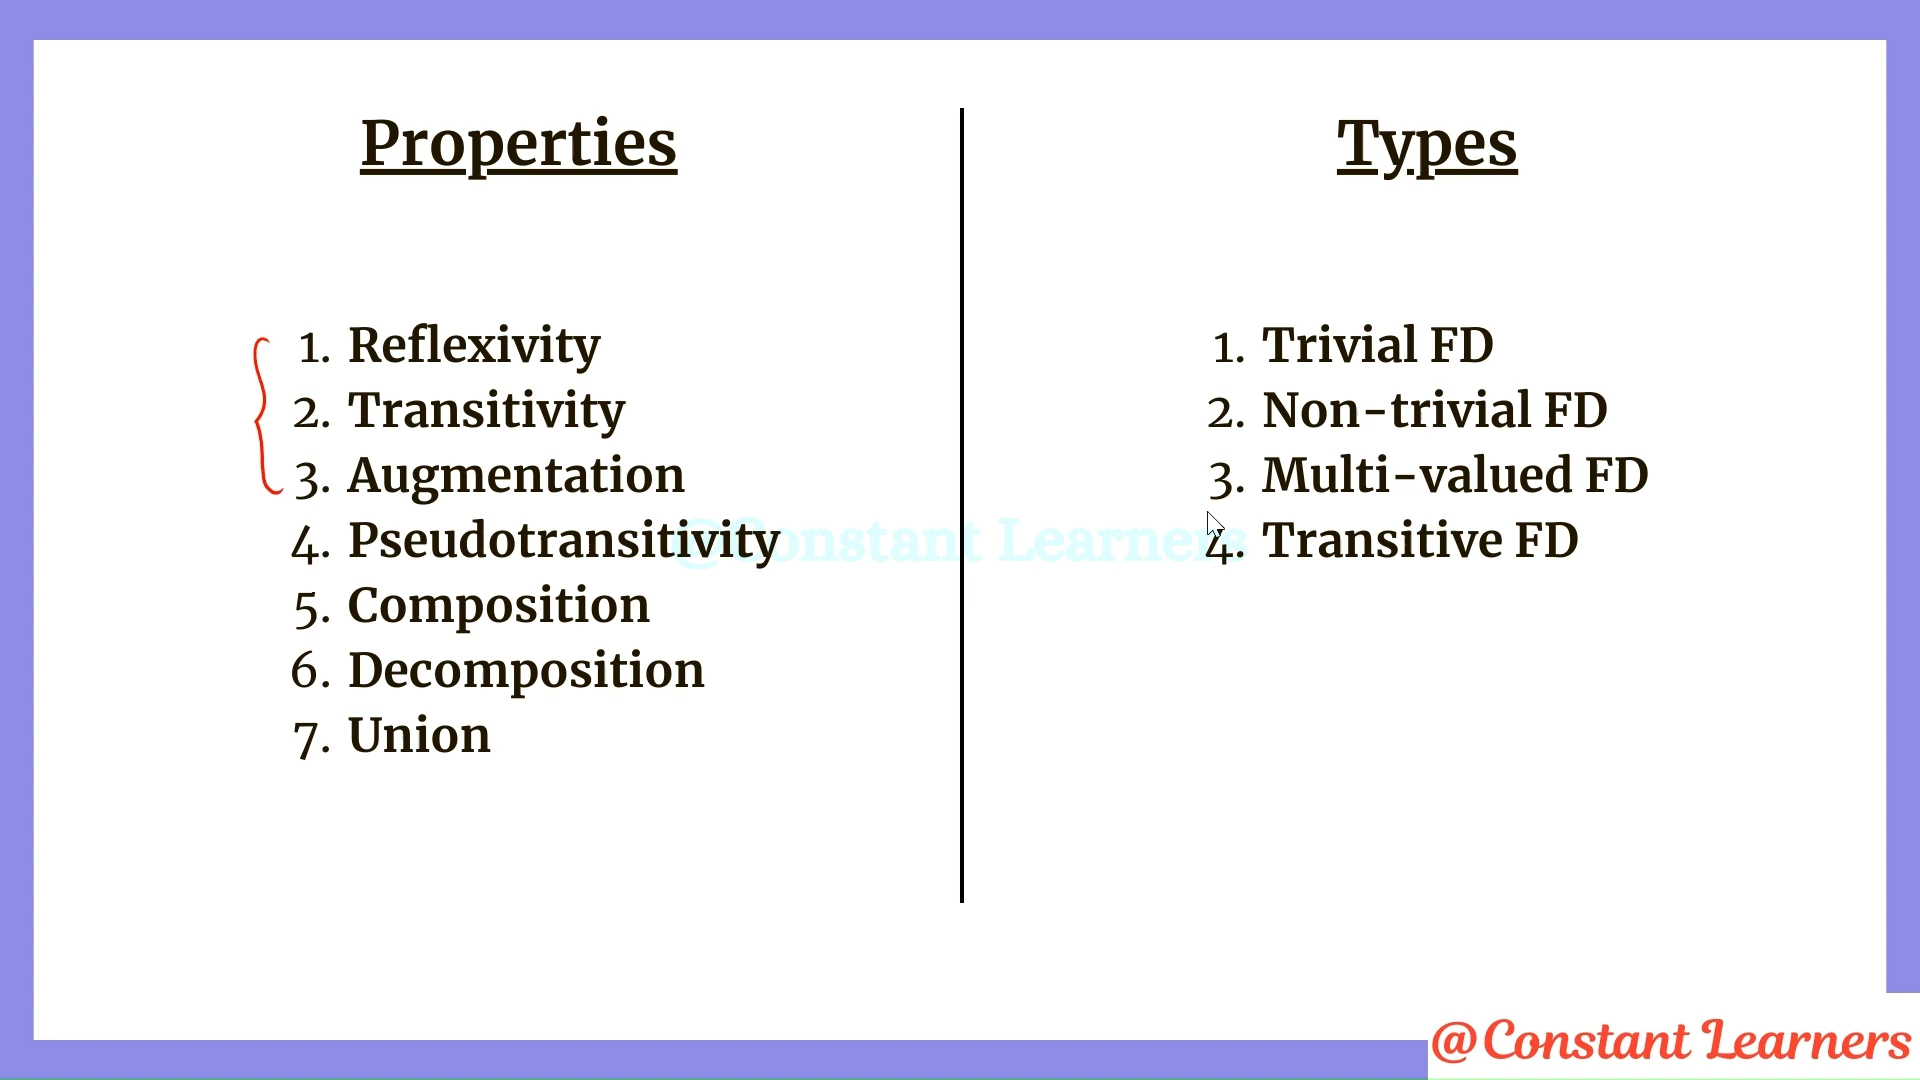 Properties
1. Reflexivity
2. Transitivity
3. Augmentation
4. Pseudotransitivity
5. Composition
6. Decomposition
7. Union
Types
1. Trivial FD
2. Non-trivial FD
3. Multi-valued FD
4. Transitive FD
@Constant Learners
@Constant Learners